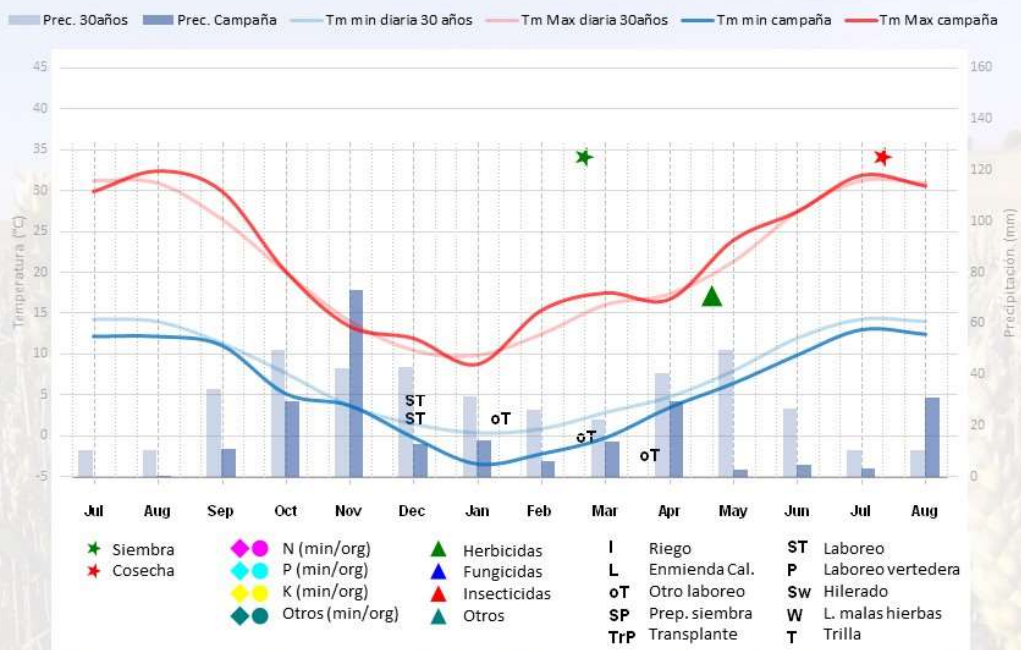 Prec. 30años Prec. Campaña Tm min diaria 30 años Tm Max diaria 30años Tm min campaña Tm Max campaña
45 160
40 140
35 120
30
25 100
20 80
15 60
10
5 40
0 20
-5 0
Temperatura (°C)
Precipitación (mm)
ST
ST oT
oT
oT
Jul Aug Sep Oct Nov Dec Jan Feb Mar Apr May Jun Jul Aug
Siembra N (min/org) Herbicidas I Riego ST Laboreo
Cosecha P (min/org) Fungicidas L Enmienda Cal. P Laboreo vertedera
K (min/org) Insecticidas oT Otro laboreo Sw Hilerado
Otros (min/org) Otros SP Prep. siembra W L. malas hierbas
TrP Transplante T Trilla